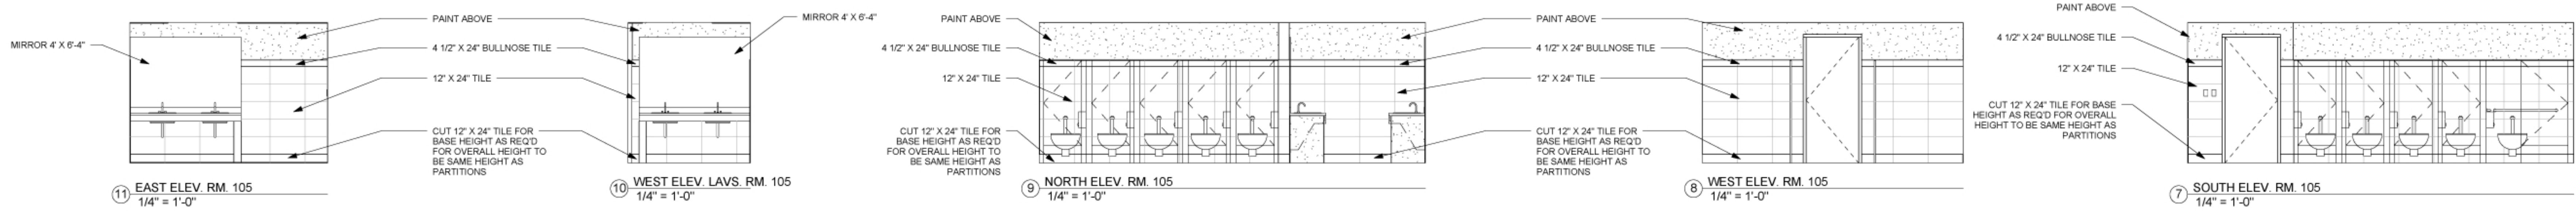 MIRROR 4' X 6'-4"
PAINT ABOVE
4 1/2" X 24" BULLNOSE TILE
12" X 24" TILE
CUT 12" X 24" TILE FOR
BASE HEIGHT AS REQ'D
FOR OVERALL HEIGHT TO
BE SAME HEIGHT AS
PARTITIONS
11 EAST ELEV. RM. 105
1/4" = 1'-0"
MIRROR 4' X 6'-4"
10 WEST ELEV. LAVS. RM. 105
1/4" = 1'-0"
PAINT ABOVE
4 1/2" X 24" BULLNOSE TILE
12" X 24" TILE
CUT 12" X 24" TILE FOR
BASE HEIGHT AS REQ'D
FOR OVERALL HEIGHT TO
BE SAME HEIGHT AS
PARTITIONS
9 NORTH ELEV. RM. 105
1/4" = 1'-0"
PAINT ABOVE
4 1/2" X 24" BULLNOSE TILE
12" X 24" TILE
CUT 12" X 24" TILE FOR
BASE HEIGHT AS REQ'D
FOR OVERALL HEIGHT TO
BE SAME HEIGHT AS
PARTITIONS
8 WEST ELEV. RM. 105
1/4" = 1'-0"
PAINT ABOVE
4 1/2" X 24" BULLNOSE TILE
12" X 24" TILE
CUT 12" X 24" TILE FOR BASE
HEIGHT AS REQ'D FOR OVERALL
HEIGHT TO BE SAME HEIGHT AS
PARTITIONS
7 SOUTH ELEV. RM. 105
1/4" = 1'-0"